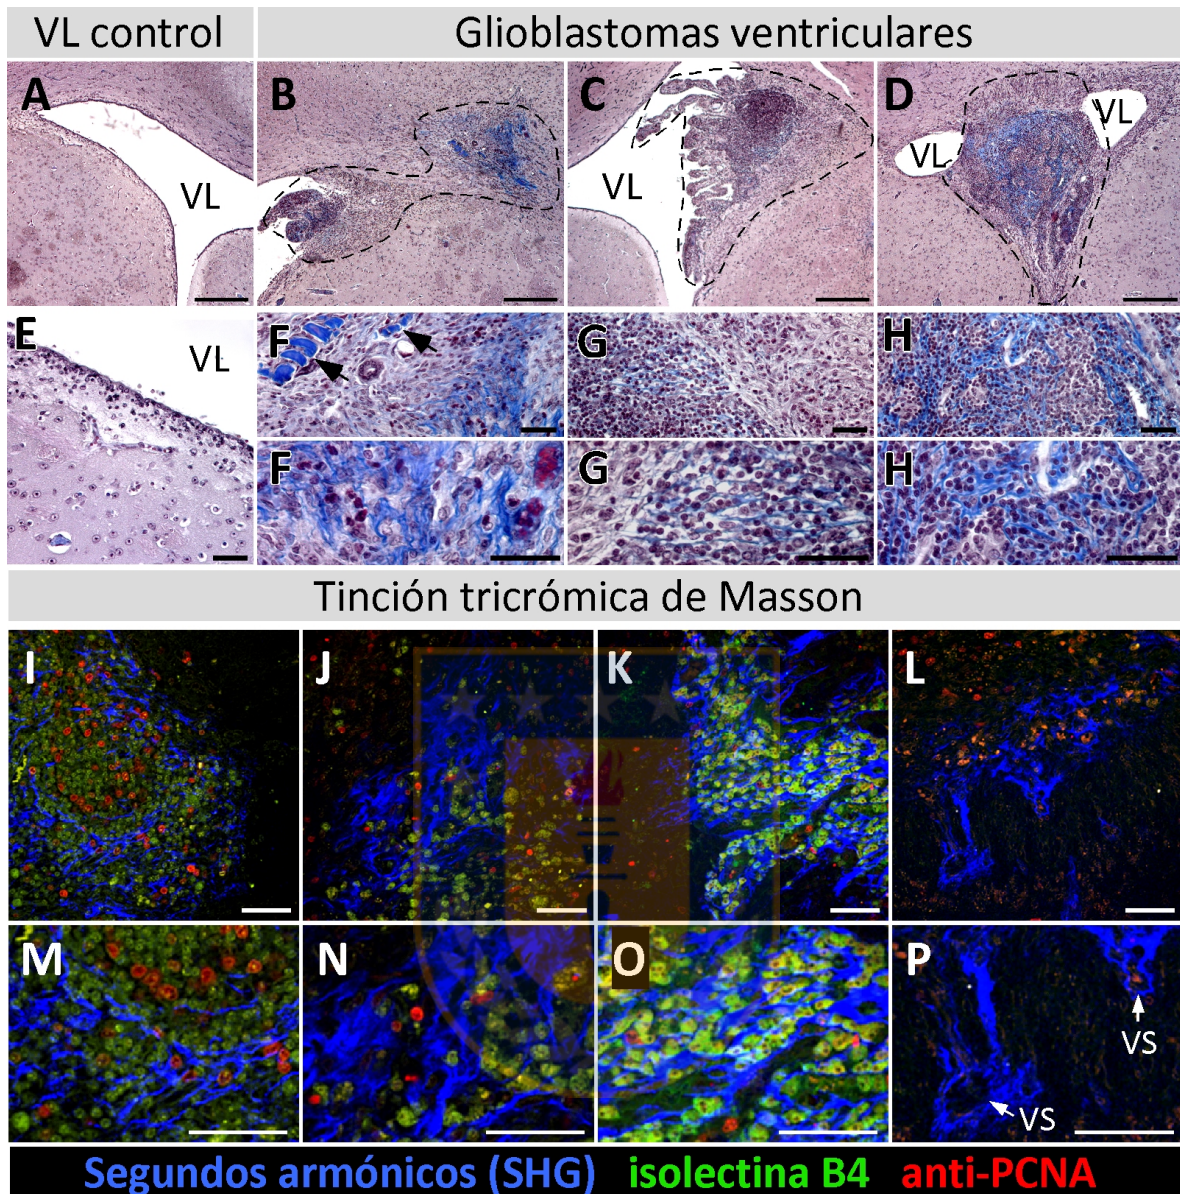 VL control
Glioblastomas ventriculares
A
VL
B
C
VL
D
VL
VL
E
VL
F
G
H
F
G
H
Tinción tricrómica de Masson
I
J
K
L
M
N
O
P
VS
VS
Segundos armónicos (SHG) isolectina B4 anti-PCNA